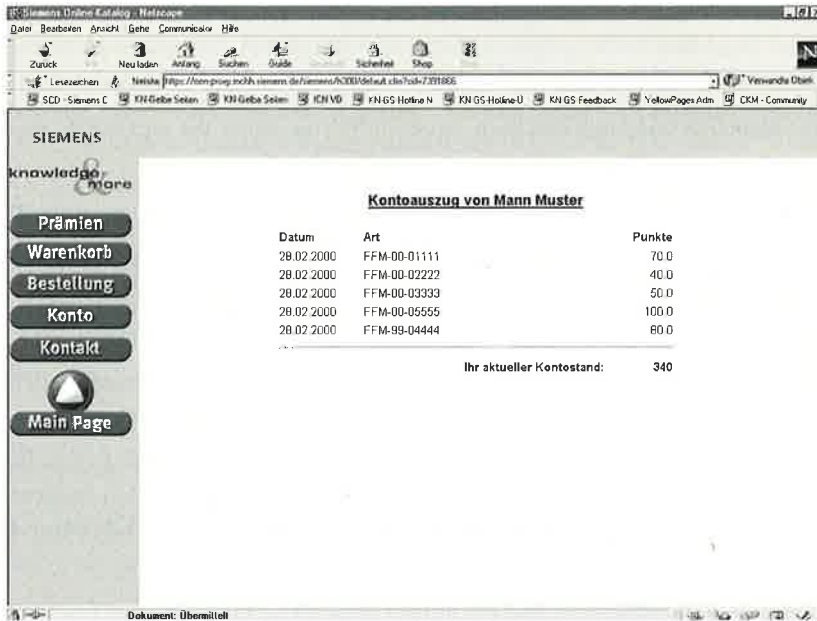 Siemens Online Katalog - Netscape
Datei Bearbeiten Ansicht Gehe Communicator Hilfe
Zurück Neu laden Anfang Suchen Guide Sicherheit Shop
Lesezeichen
Verwandte Objek
SCD - Siemens C KN Gelbe Seiten KN Gelbe Seiten ICN VD KN-GS Hotline N KN GS-Hotline-U KN GS Feedback YellowPages Adm CKM - Community
SIEMENS
knowledge & more
Prämien
Warenkorb
Bestellung
Konto
Kontakt
Main Page
Kontoauszug von Mann Muster
Datum Art Punkte
28.02.2000 FFM-00-01111 70.0
28.02.2000 FFM-00-02222 40.0
28.02.2000 FFM-00-03333 50.0
28.02.2000 FFM-00-05555 100.0
28.02.2000 FFM-99-04444 80.0
Ihr aktueller Kontostand: 340
Dokument: Übermittelt